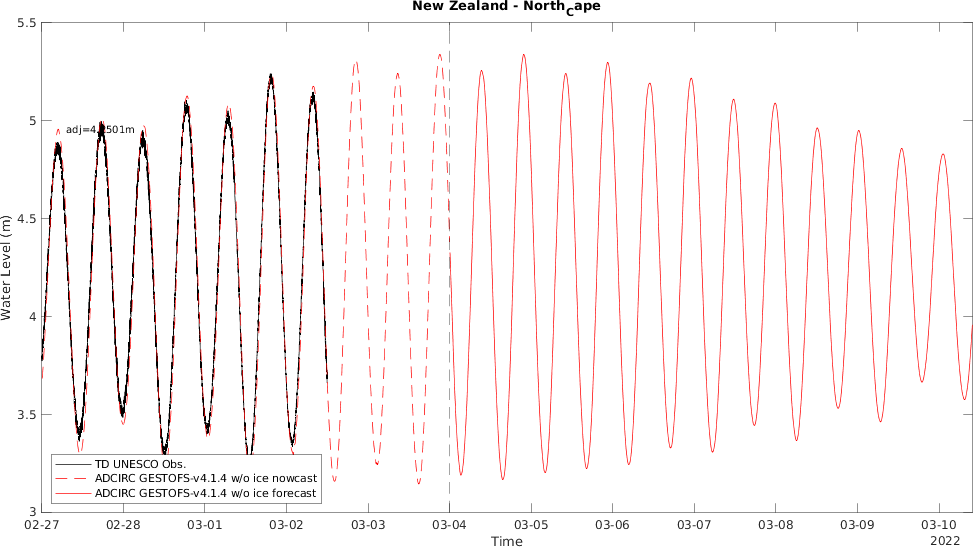 New Zealand - North_Cape
5.5
5
4.5
4
3.5
3
Water Level (m)
TD UNESCO Obs.
ADCIRC GESTOFS-v4.1.4 w/o ice nowcast
ADCIRC GESTOFS-v4.1.4 w/o ice forecast
02-27 02-28 03-01 03-02 03-03 03-04 03-05 03-06 03-07 03-08 03-09 03-10
Time
2022